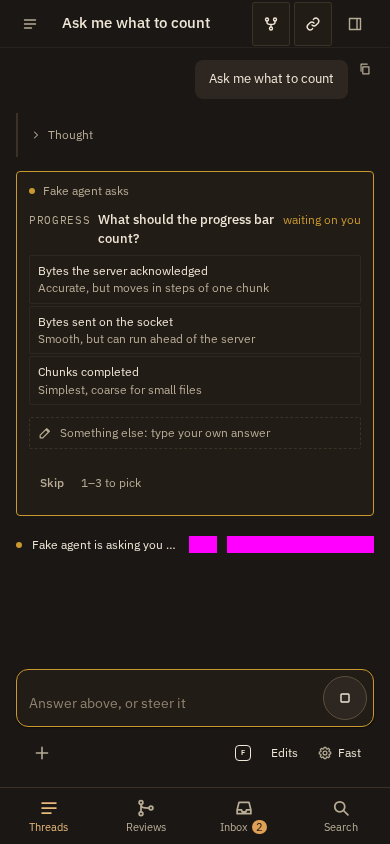 Ask me what to count
Ask me what to count
Thought
Fake agent asks
PROGRESS What should the progress bar count? waiting on you
Bytes the server acknowledged
Accurate, but moves in steps of one chunk
Bytes sent on the socket
Smooth, but can run ahead of the server
Chunks completed
Simplest, coarse for small files
Something else: type your own answer
Skip 1–3 to pick
Fake agent is asking you …
Answer above, or steer it
F Edits Fast
Threads Reviews Inbox 2 Search